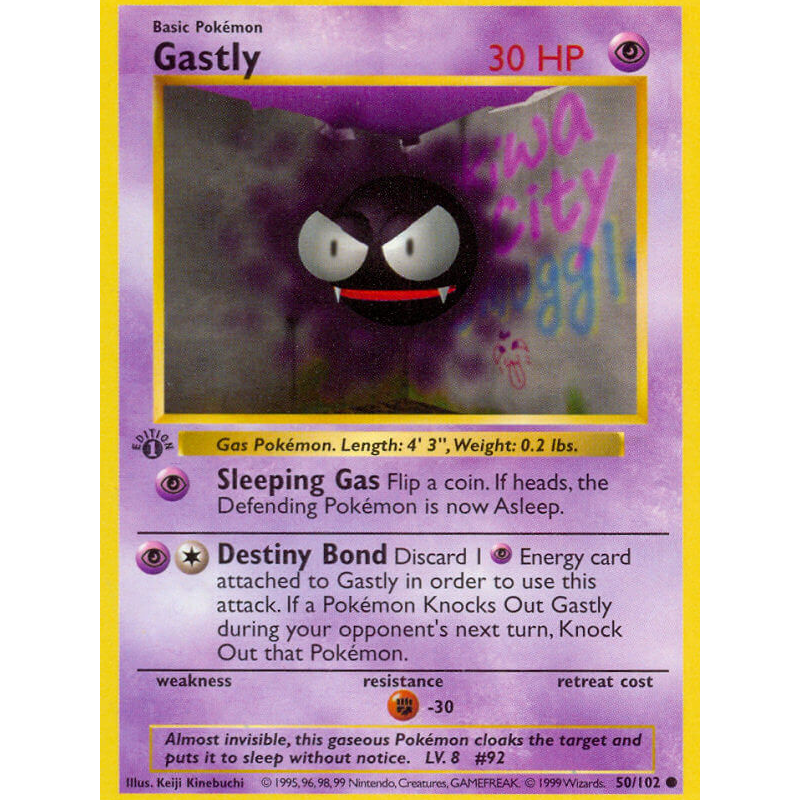 Basic Pokémon
Gastly 30 HP
kiwa
city
EDITION
1
Gas Pokémon. Length: 4' 3", Weight: 0.2 lbs.
Sleeping Gas Flip a coin. If heads, the
Defending Pokémon is now Asleep.
Destiny Bond Discard 1 Energy card
attached to Gastly in order to use this
attack. If a Pokémon Knocks Out Gastly
during your opponent's next turn, Knock
Out that Pokémon.
weakness resistance retreat cost
-30
Almost invisible, this gaseous Pokémon cloaks the target and
puts it to sleep without notice. LV. 8 #92
Illus. Keiji Kinebuchi © 1995, 96, 98, 99 Nintendo, Creatures, GAMEFREAK. © 1999 Wizards. 50/102